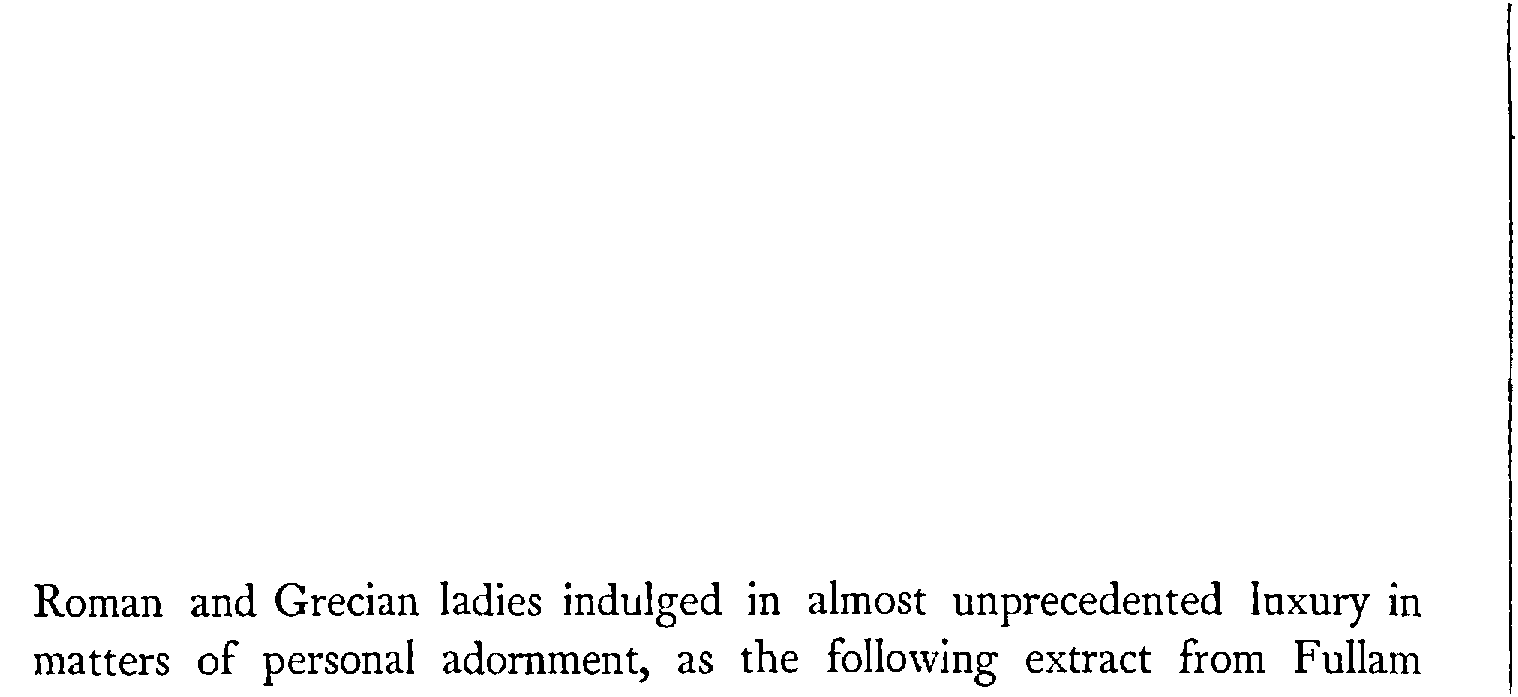 Roman and Grecian ladies indulged in almost unprecedented luxury in
matters of personal adornment, as the following extract from Fullam